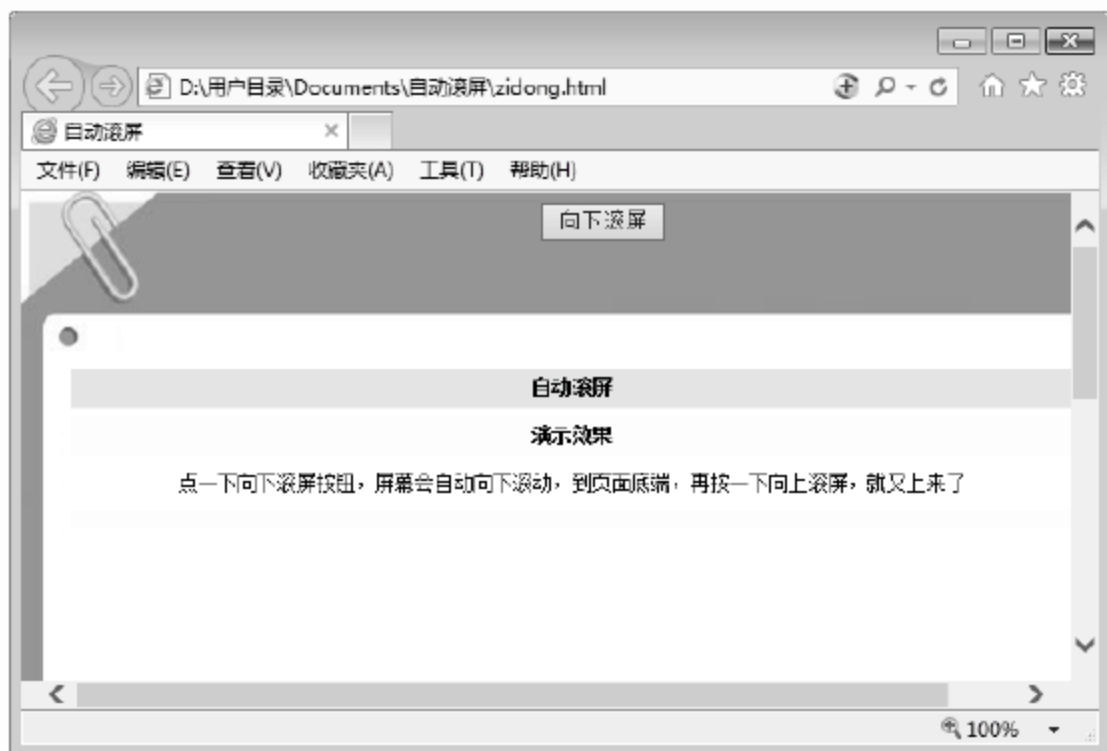 D:\用户目录\Documents\自动滚屏\zidong.html
自动滚屏
文件(F) 编辑(E) 查看(V) 收藏夹(A) 工具(T) 帮助(H)
向下滚屏
自动滚屏
演示效果
点一下向下滚屏按钮，屏幕会自动向下滚动，到页面底端，再按一下向上滚屏，就又上来了
100%